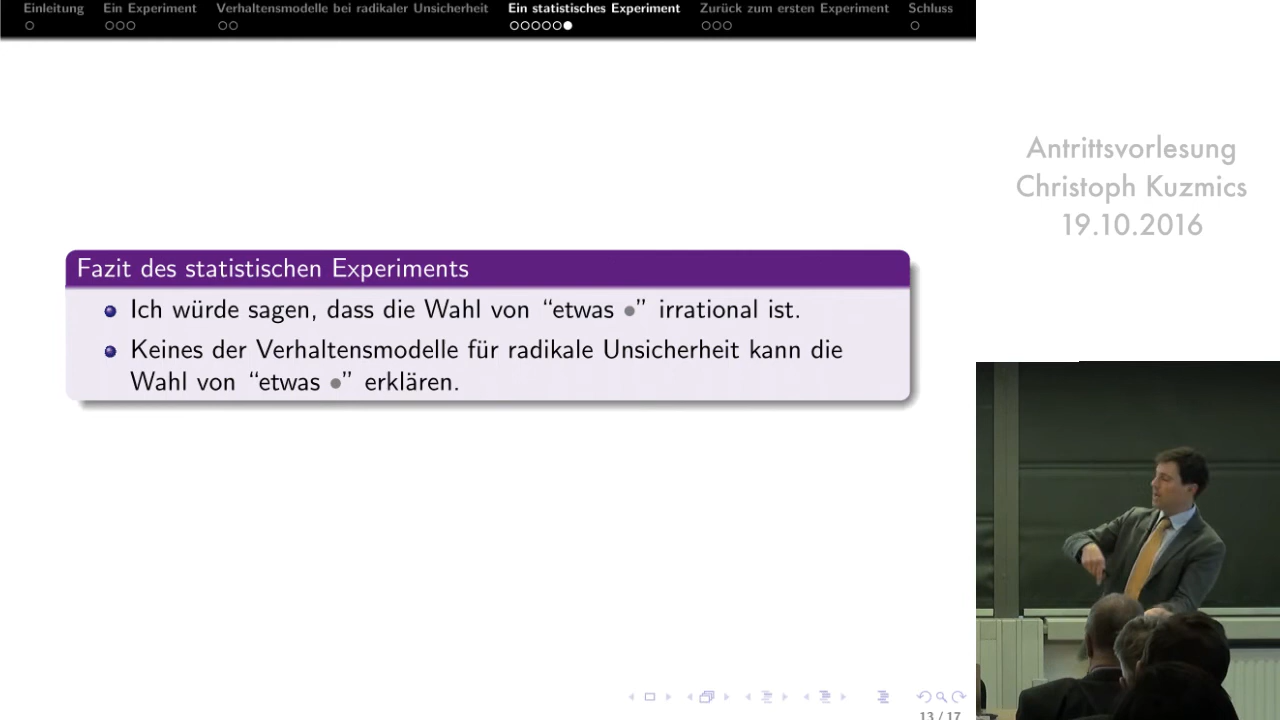 Einleitung Ein Experiment Verhaltensmodelle bei radikaler Unsicherheit Ein statistisches Experiment Zurück zum ersten Experiment Schluss
Antrittsvorlesung
Christoph Kuzmics
19.10.2016
Fazit des statistischen Experiments
Ich würde sagen, dass die Wahl von “etwas ●” irrational ist.
Keines der Verhaltensmodelle für radikale Unsicherheit kann die
Wahl von “etwas ●” erklären.
13 / 17